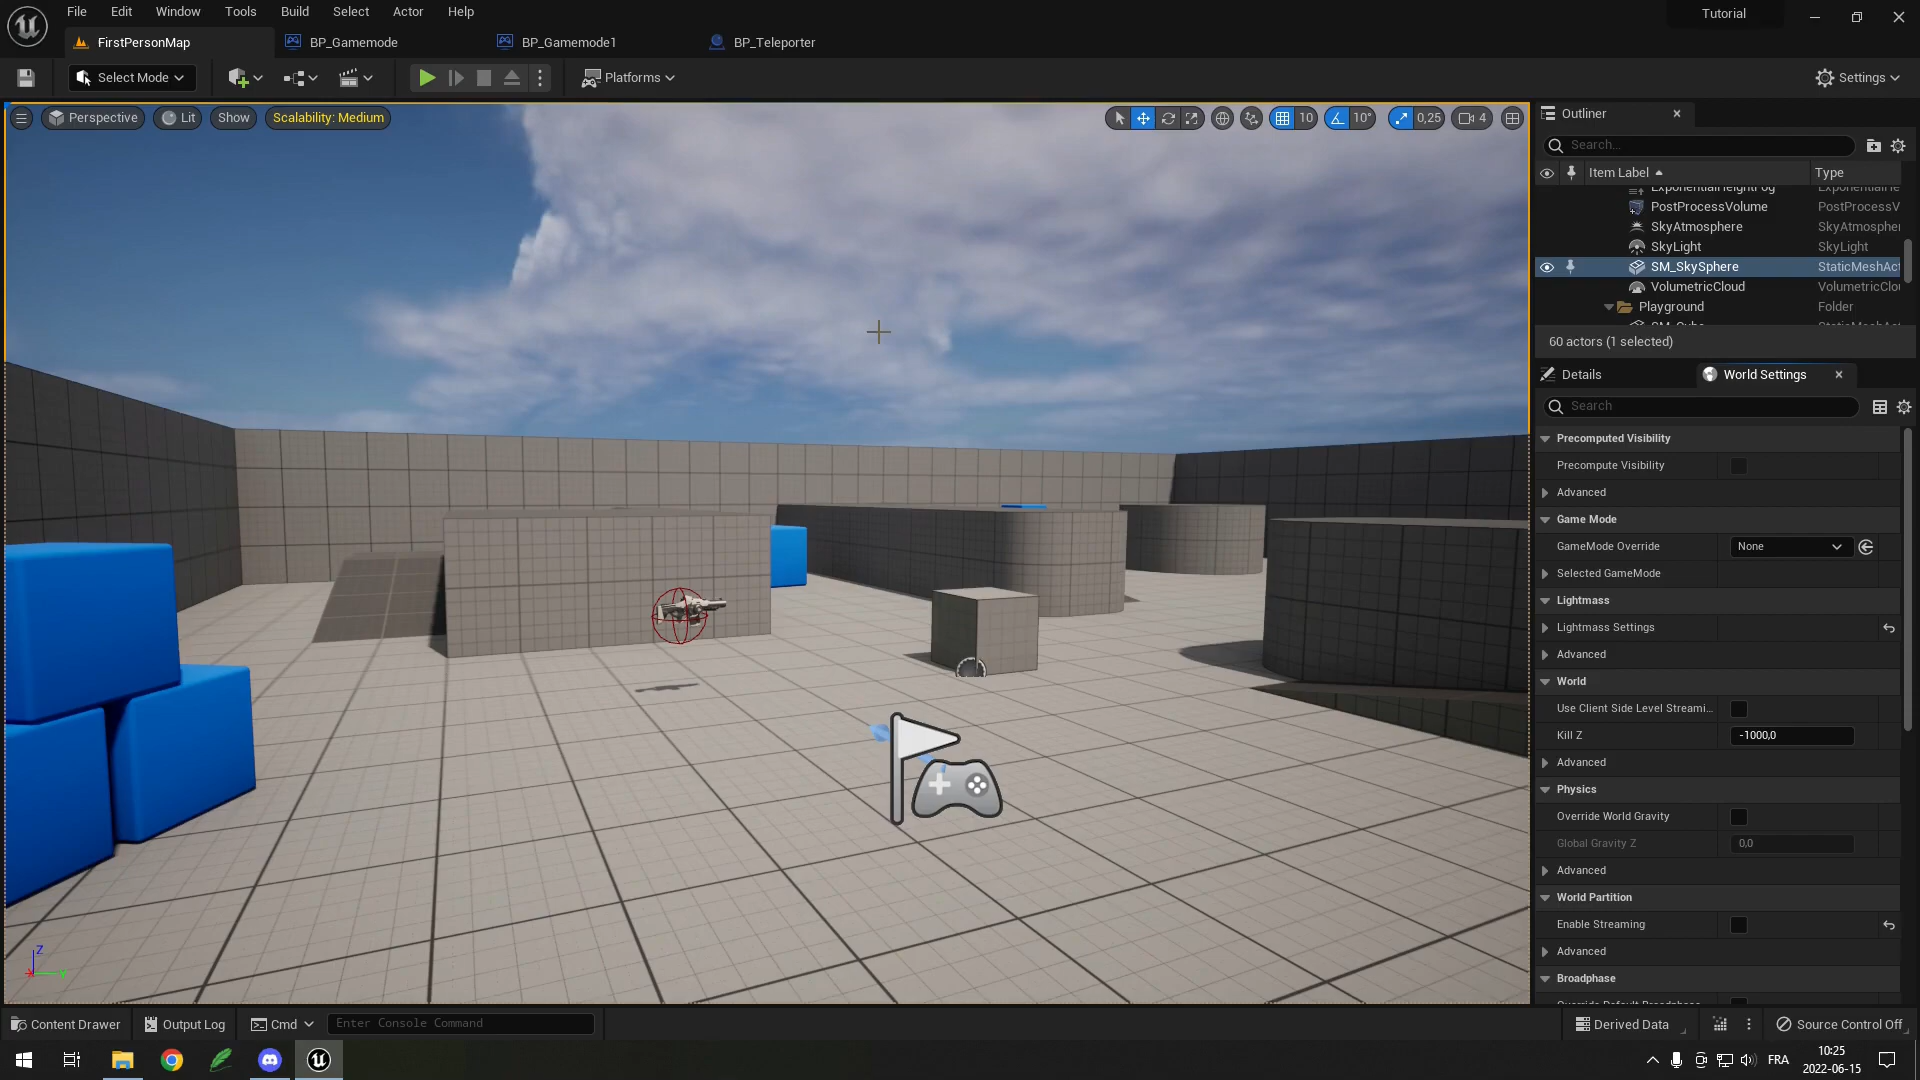 File Edit Window Tools Build Select Actor Help
Tutorial
FirstPersonMap
BP_Gamemode
BP_Gamemode1
BP_Teleporter
Select Mode
Platforms
Settings
Perspective
Lit
Show
Scalability: Medium
10
10°
0,25
4
Outliner
Search...
Item Label
Type
ExponentialHeightFog ExponentialHe
PostProcessVolume PostProcessV
SkyAtmosphere SkyAtmospher
SkyLight SkyLight
SM_SkySphere StaticMeshAct
VolumetricCloud VolumetricClou
Playground Folder
SM_Cube StaticMeshAct
60 actors (1 selected)
Details
World Settings
Search
Precomputed Visibility
Precompute Visibility
Advanced
Game Mode
GameMode Override None
Selected GameMode
Lightmass
Lightmass Settings
Advanced
World
Use Client Side Level Streami...
Kill Z -1000,0
Advanced
Physics
Override World Gravity
Global Gravity Z 0,0
Advanced
World Partition
Enable Streaming
Advanced
Broadphase
Override Default Broadphase
Z
X
Y
Content Drawer
Output Log
Cmd
Enter Console Command
Derived Data
Source Control Off
FRA
10:25
2022-06-15